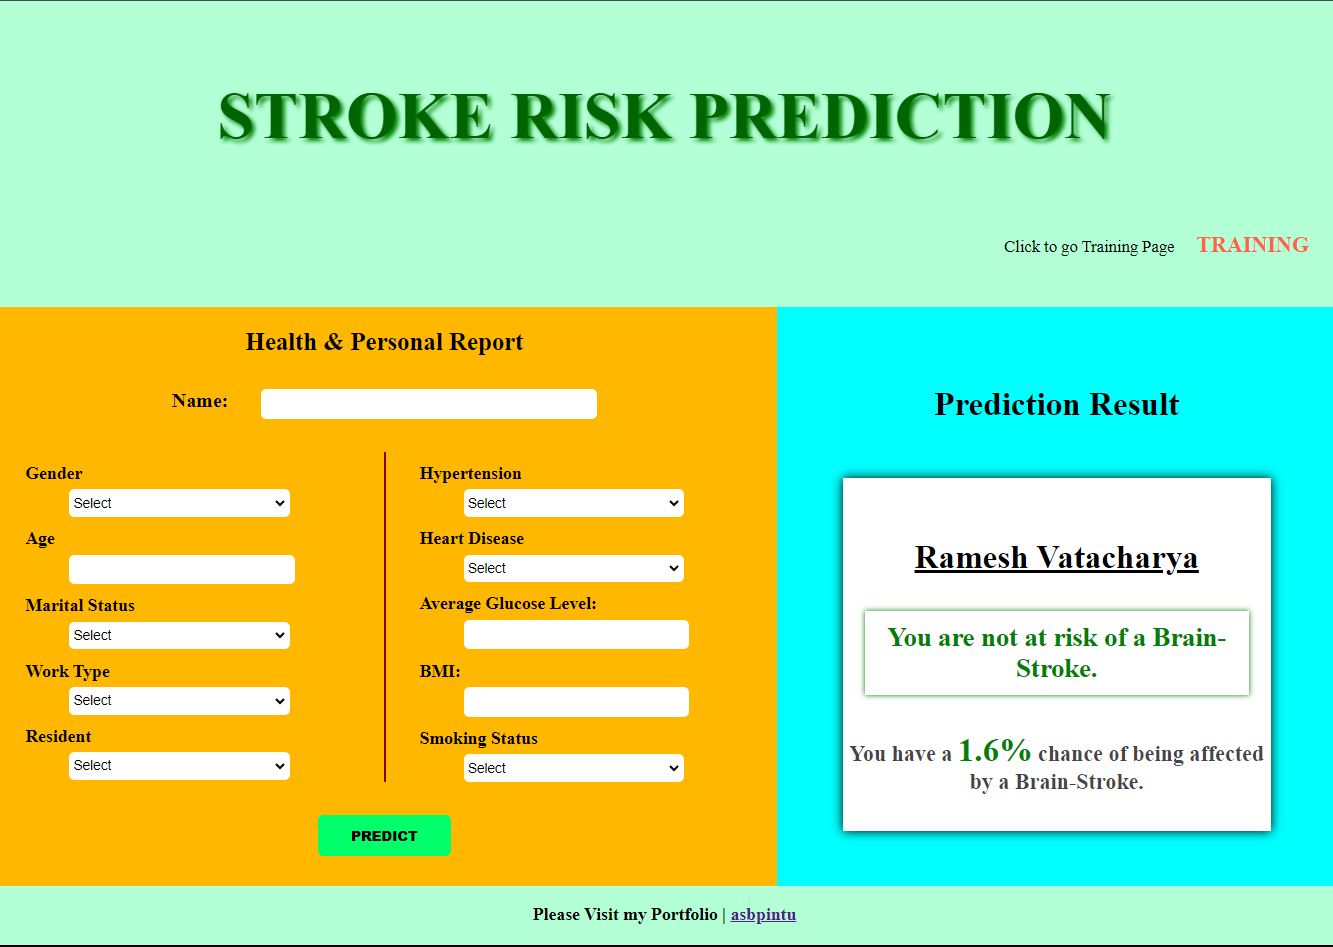 STROKE RISK PREDICTION
Click to go Training Page TRAINING
Health & Personal Report
Name:
Gender
Select
Age
Marital Status
Select
Work Type
Select
Resident
Select
Hypertension
Select
Heart Disease
Select
Average Glucose Level:
BMI:
Smoking Status
Select
PREDICT
Prediction Result
Ramesh Vatacharya
You are not at risk of a Brain-
Stroke.
You have a 1.6% chance of being affected
by a Brain-Stroke.
Please Visit my Portfolio | asbpintu